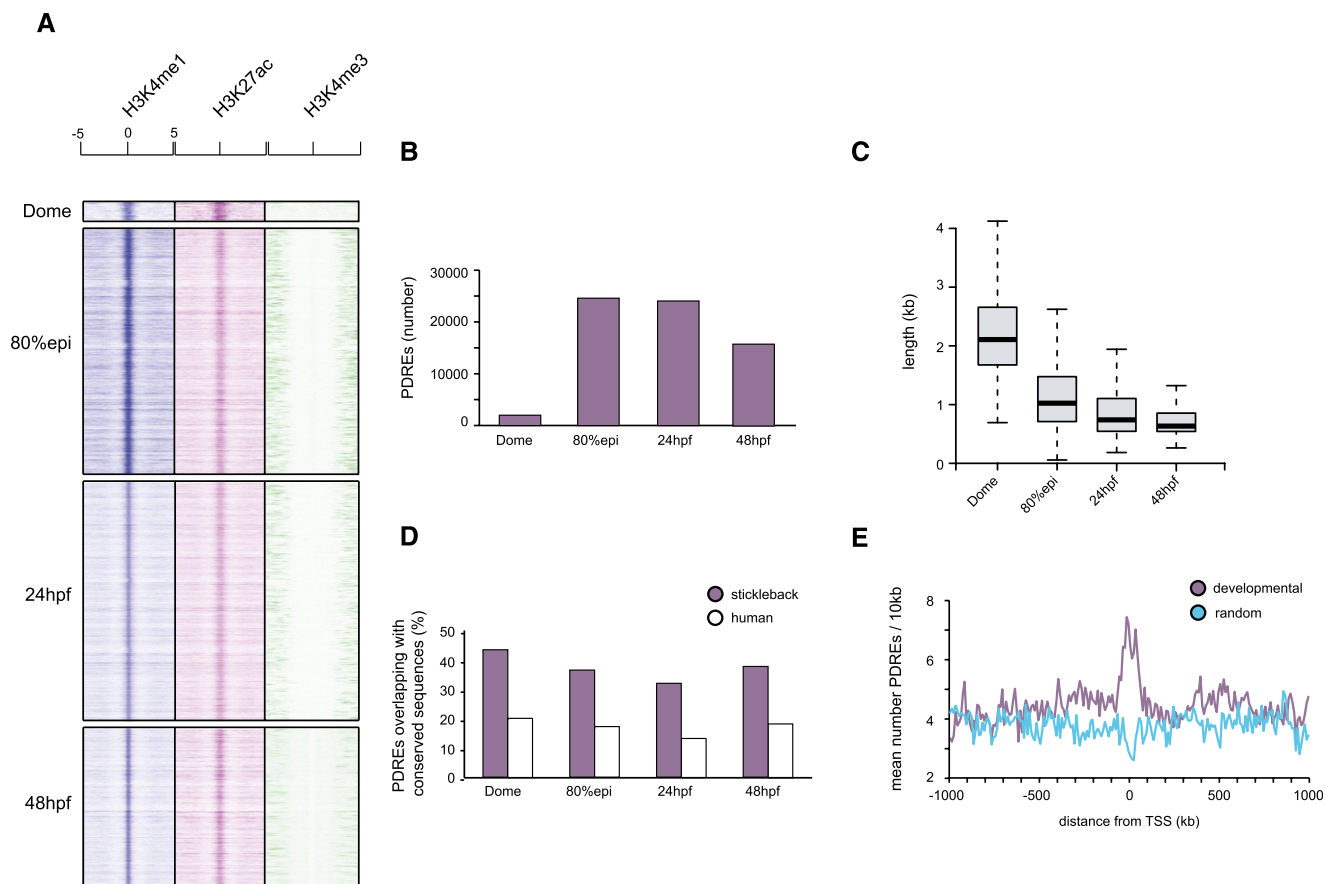 A
H3K4me1
H3K27ac
H3K4me3
-5 0 5
Dome
80%epi
24hpf
48hpf
B
PDREs (number)
30000
20000
10000
0
Dome 80%epi 24hpf 48hpf
C
length (kb)
4
3
2
1
0
Dome
80%epi
24hpf
48hpf
D
stickleback
human
PDREs overlapping with
conserved sequences (%)
50
40
30
20
10
0
Dome 80%epi 24hpf 48hpf
E
developmental
random
mean number PDREs / 10kb
8
6
4
2
-1000 -500 0 500 1000
distance from TSS (kb)